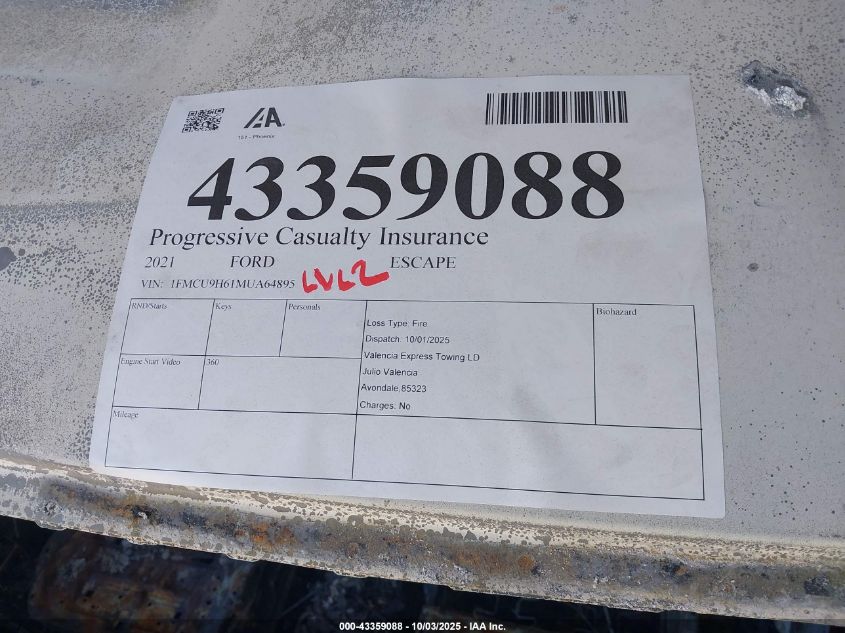 IAA
151 - Phoenix
43359088
Progressive Casualty Insurance
2021 FORD ESCAPE
VIN: 1FMCU9H61MUA64895 LVL2
RND/Starts Keys Personals
Loss Type: Fire
Dispatch: 10/01/2025
Valencia Express Towing LD
Julio Valencia
Avondale,85323
Charges: No
Biohazard
Engine Start Video 360
Mileage
000-43359088 - 10/03/2025 - IAA Inc.